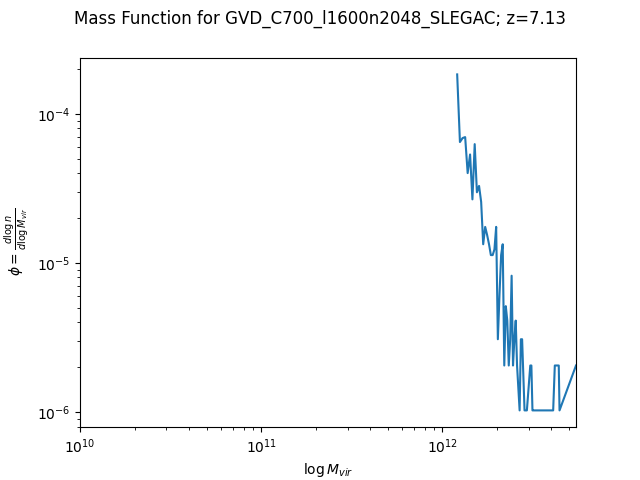 Mass Function for GVD_C700_l1600n2048_SLEGAC; z=7.13
10⁻⁴
10⁻⁵
10⁻⁶
ϕ = d log n / d log M_vir
10¹⁰ 10¹¹ 10¹²
log M_vir